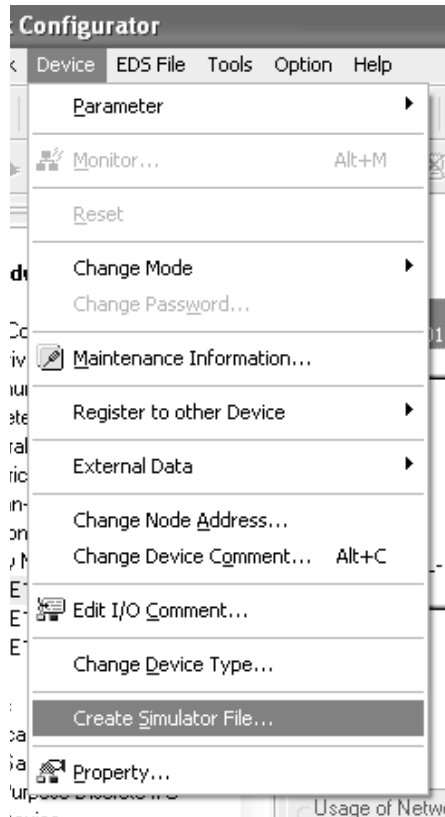 Configurator
Device EDS File Tools Option Help
Parameter
Monitor... Alt+M
Reset
Change Mode
Change Password...
Maintenance Information...
Register to other Device
External Data
Change Node Address...
Change Device Comment... Alt+C
Edit I/O Comment...
Change Device Type...
Create Simulator File...
Property...
Usage of Netw